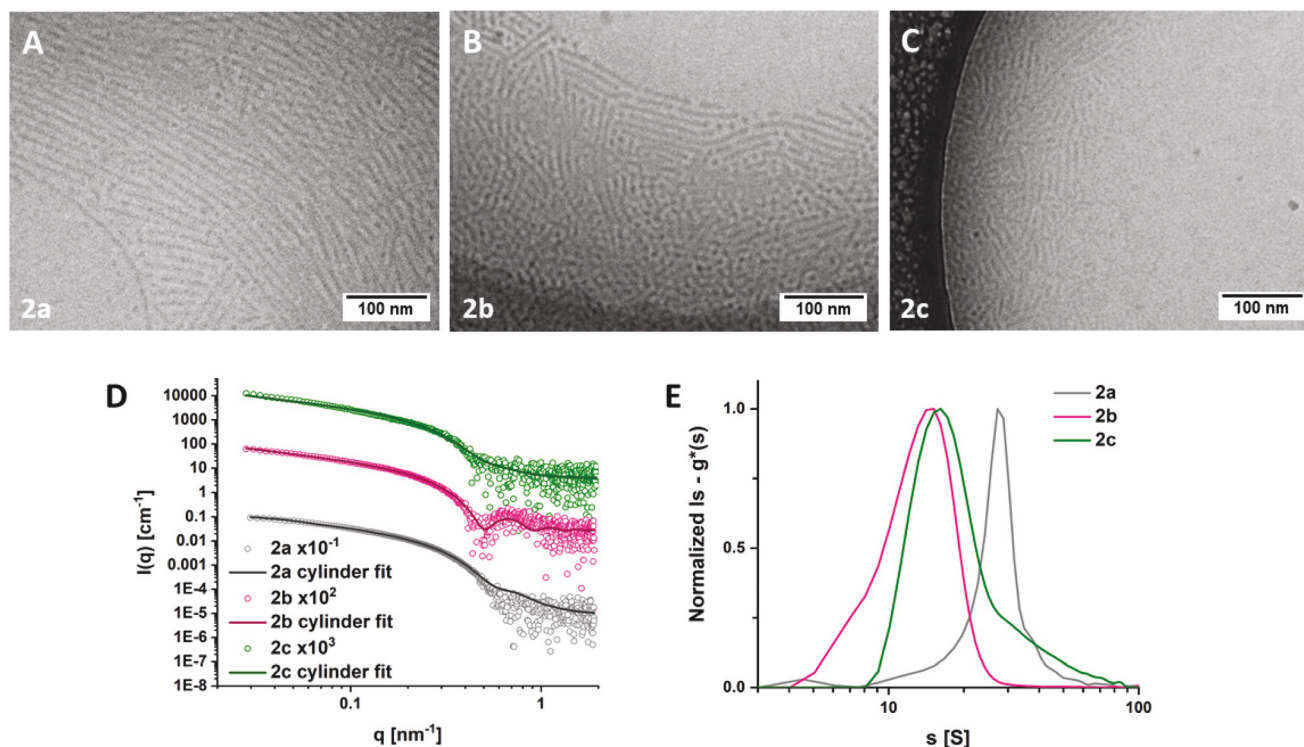 A
2a
100 nm
B
2b
100 nm
C
2c
100 nm
D
I(q) [cm⁻¹]
10000
1000
100
10
1
0.1
0.01
0.001
1E-4
1E-5
1E-6
1E-7
1E-8
2a x10⁻¹
2a cylinder fit
2b x10²
2b cylinder fit
2c x10³
2c cylinder fit
0.1
1
q [nm⁻¹]
E
Normalized ls - g*(s)
1.0
0.5
0.0
2a
2b
2c
10
100
s [S]